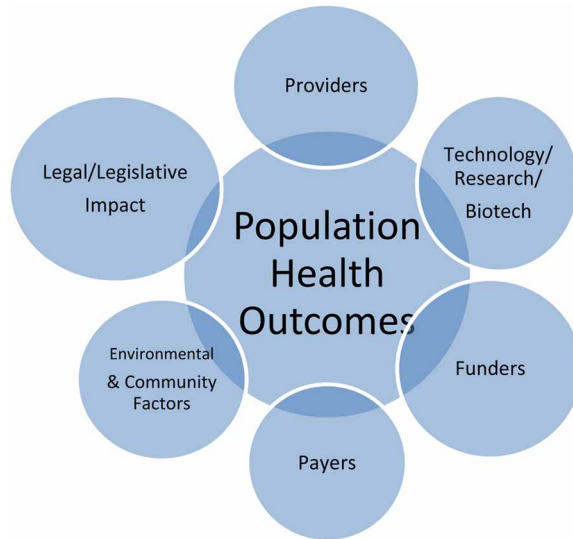 Providers
Technology/
Research/
Biotech
Legal/Legislative
Impact
Population
Health
Outcomes
Environmental
& Community
Factors
Funders
Payers